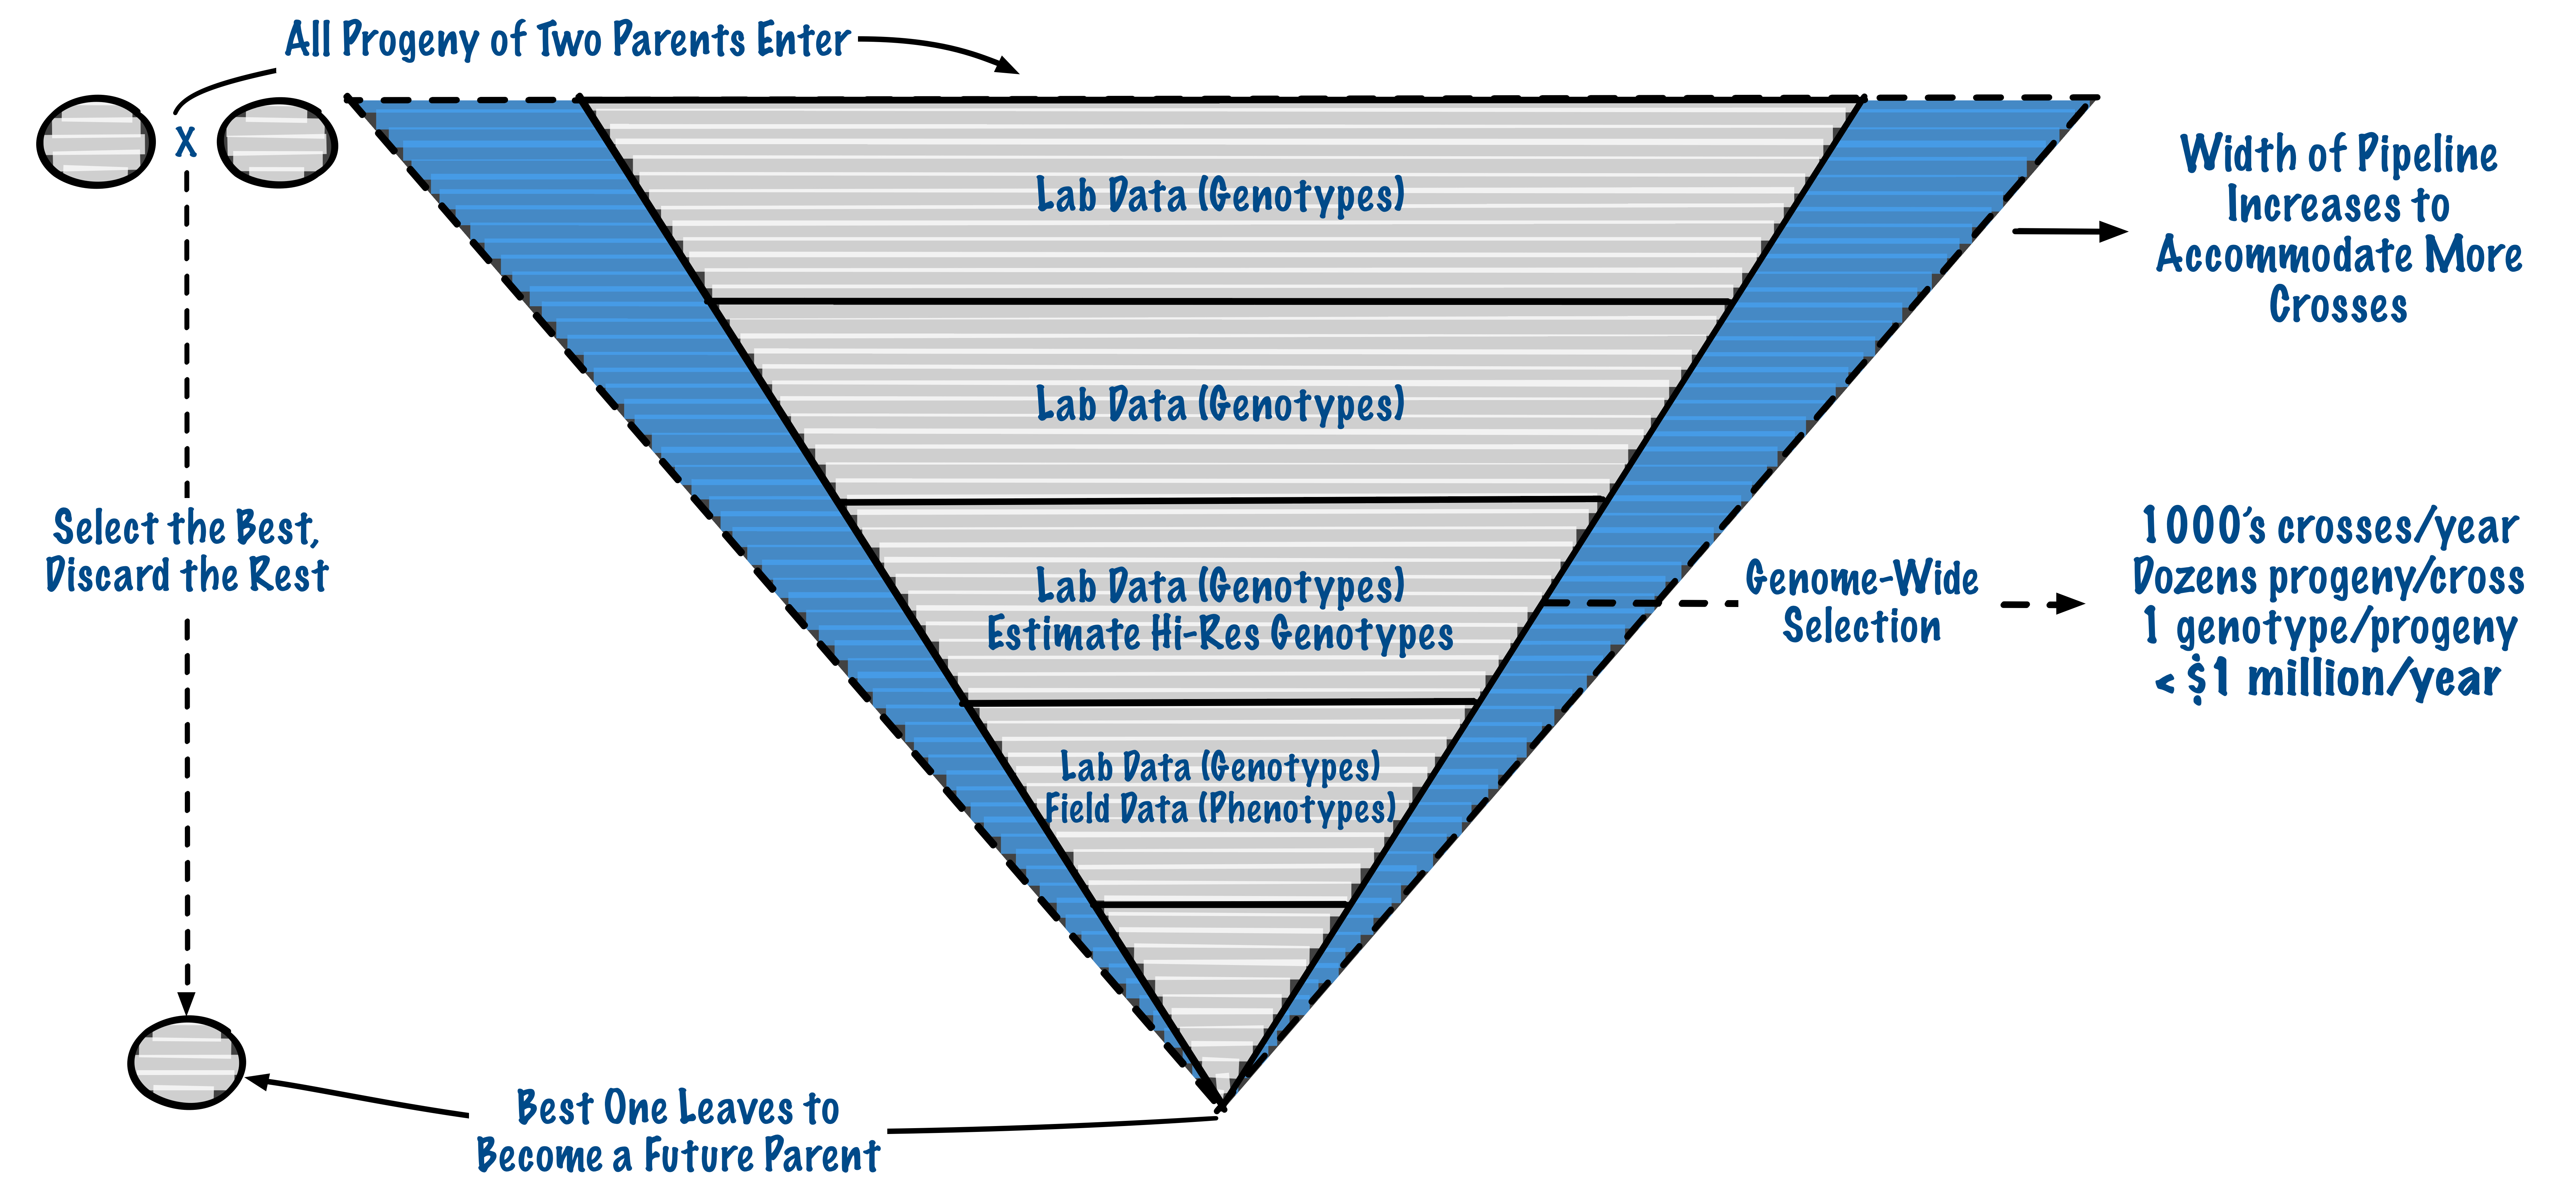 All Progeny of Two Parents Enter
X
Width of Pipeline
Increases to
Accommodate More
Crosses
Lab Data (Genotypes)
Lab Data (Genotypes)
Select the Best,
Discard the Rest
Lab Data (Genotypes)
Estimate Hi-Res Genotypes
Genome-Wide
Selection
1000's crosses/year
Dozens progeny/cross
1 genotype/progeny
< $1 million/year
Lab Data (Genotypes)
Field Data (Phenotypes)
Best One Leaves to
Become a Future Parent